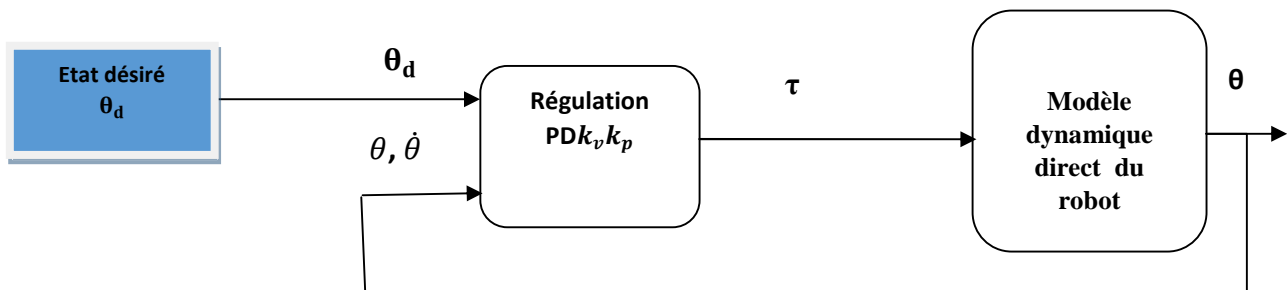 Etat désiré
θd
θd
θ, θ̇
Régulation
PDkvkp
τ
Modèle
dynamique
direct du
robot
θ